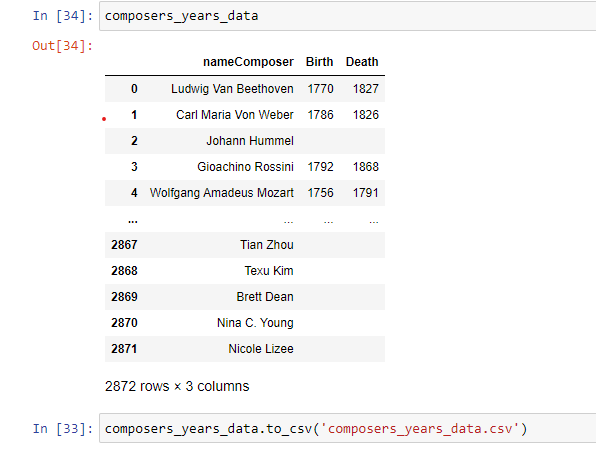 In [34]: composers_years_data
Out[34]:
nameComposer Birth Death
0 Ludwig Van Beethoven 1770 1827
1 Carl Maria Von Weber 1786 1826
2 Johann Hummel
3 Gioachino Rossini 1792 1868
4 Wolfgang Amadeus Mozart 1756 1791
... ... ... ...
2867 Tian Zhou
2868 Texu Kim
2869 Brett Dean
2870 Nina C. Young
2871 Nicole Lizee
2872 rows × 3 columns
In [33]: composers_years_data.to_csv('composers_years_data.csv')